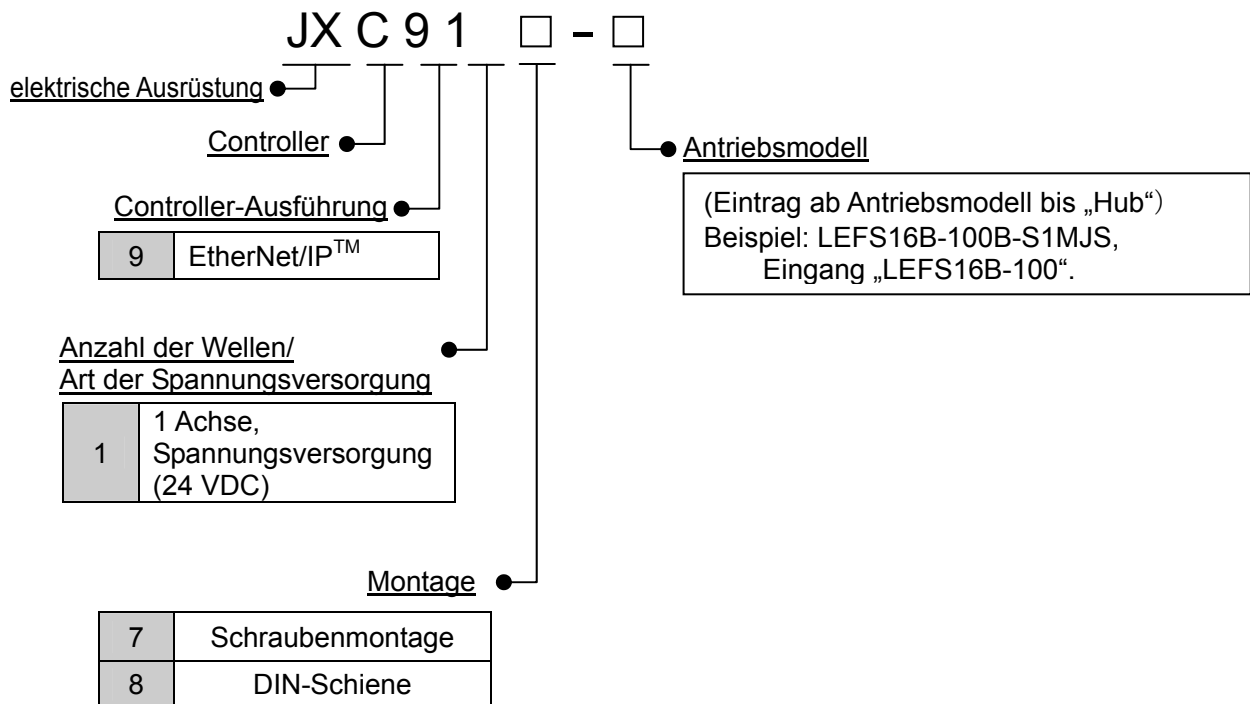 JX C 9 1 □ - □
elektrische Ausrüstung
Controller
Antriebsmodell
(Eintrag ab Antriebsmodell bis „Hub“)
Beispiel: LEFS16B-100B-S1MJS,
Eingang „LEFS16B-100“.
Controller-Ausführung
9 EtherNet/IP™
Anzahl der Wellen/
Art der Spannungsversorgung
1 Achse,
1 Spannungsversorgung
(24 VDC)
Montage
7 Schraubenmontage
8 DIN-Schiene